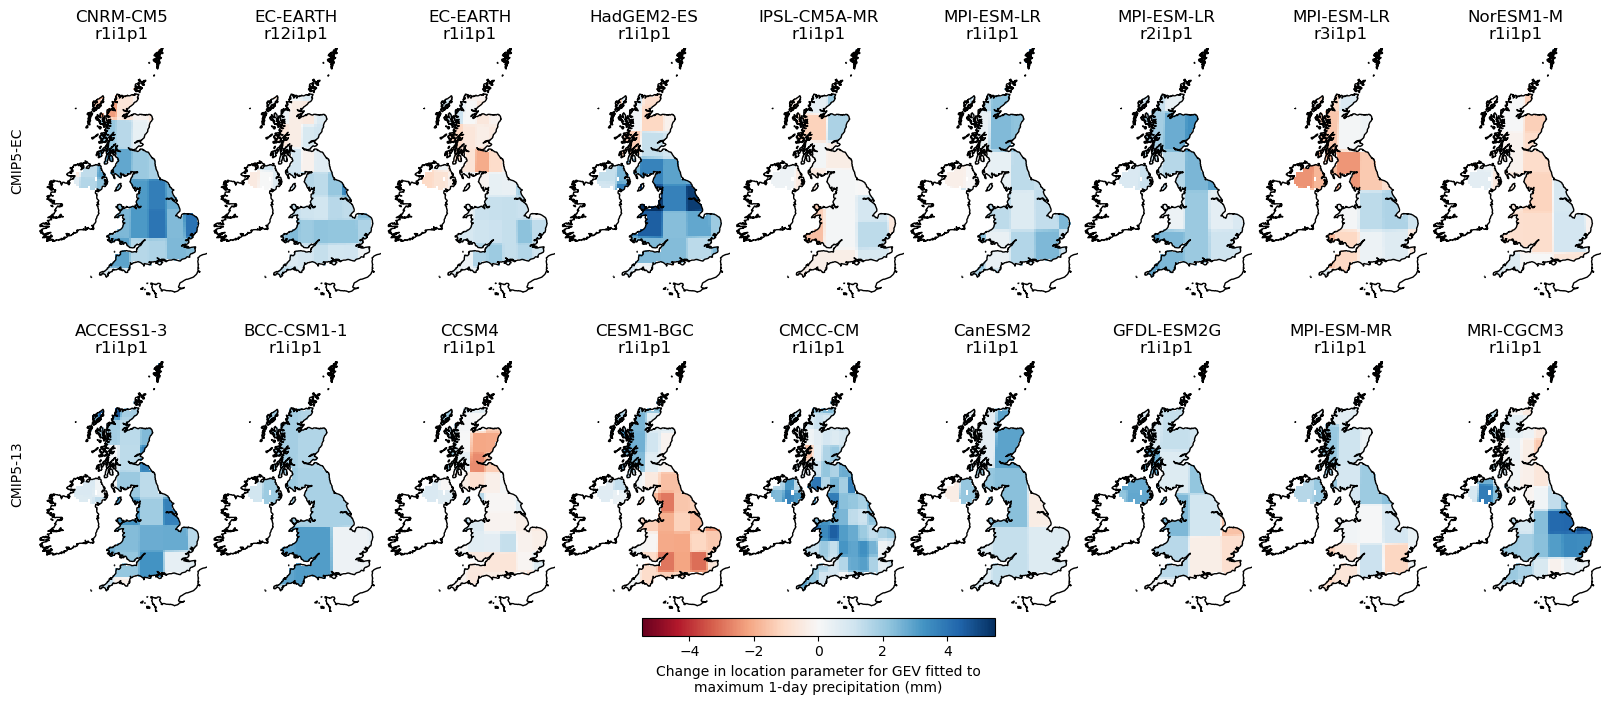 CNRM-CM5
r1i1p1
EC-EARTH
r12i1p1
EC-EARTH
r1i1p1
HadGEM2-ES
r1i1p1
IPSL-CM5A-MR
r1i1p1
MPI-ESM-LR
r1i1p1
MPI-ESM-LR
r2i1p1
MPI-ESM-LR
r3i1p1
NorESM1-M
r1i1p1
CMIP5-EC
ACCESS1-3
r1i1p1
BCC-CSM1-1
r1i1p1
CCSM4
r1i1p1
CESM1-BGC
r1i1p1
CMCC-CM
r1i1p1
CanESM2
r1i1p1
GFDL-ESM2G
r1i1p1
MPI-ESM-MR
r1i1p1
MRI-CGCM3
r1i1p1
CMIP5-13
−4 −2 0 2 4
Change in location parameter for GEV fitted to
maximum 1-day precipitation (mm)